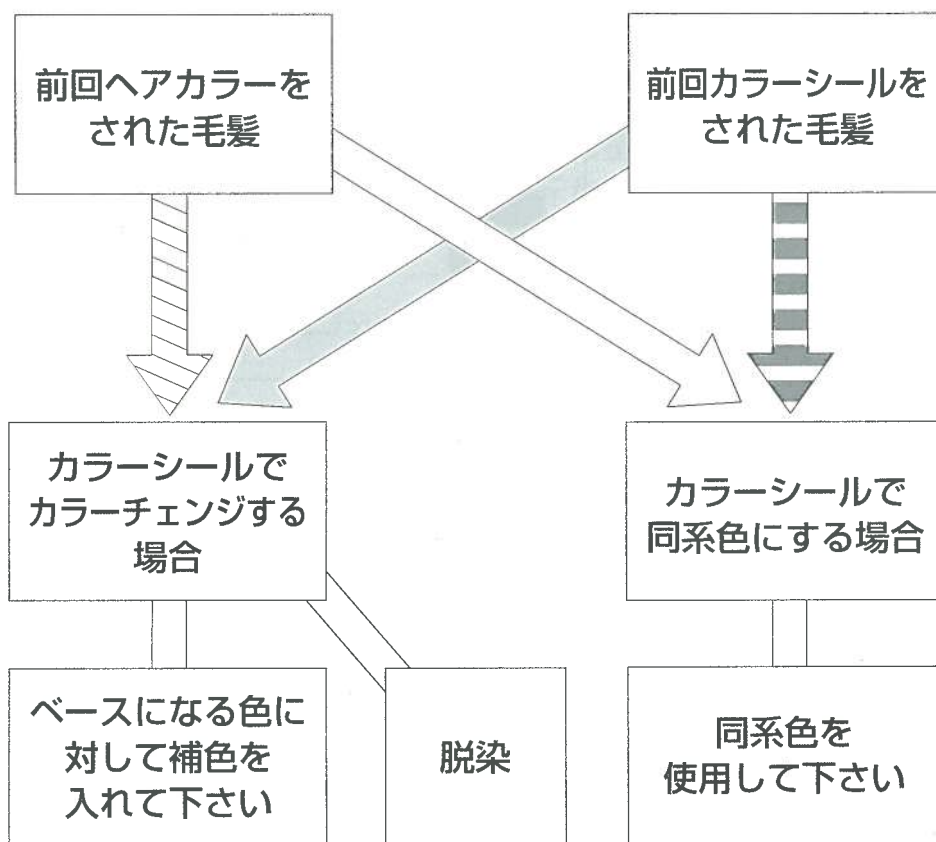 前回ヘアカラーを
された毛髪
前回カラーシールを
された毛髪
カラーシールで
カラーチェンジする
場合
カラーシールで
同系色にする場合
ベースになる色に
対して補色を
入れて下さい
脱染
同系色を
使用して下さい